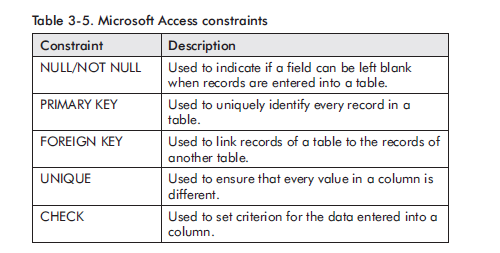 Table 3-5. Microsoft Access constraints
Constraint Description
NULL/NOT NULL Used to indicate if a field can be left blank
when records are entered into a table.
PRIMARY KEY Used to uniquely identify every record in a
table.
FOREIGN KEY Used to link records of a table to the records of
another table.
UNIQUE Used to ensure that every value in a column is
different.
CHECK Used to set criterion for the data entered into a
column.